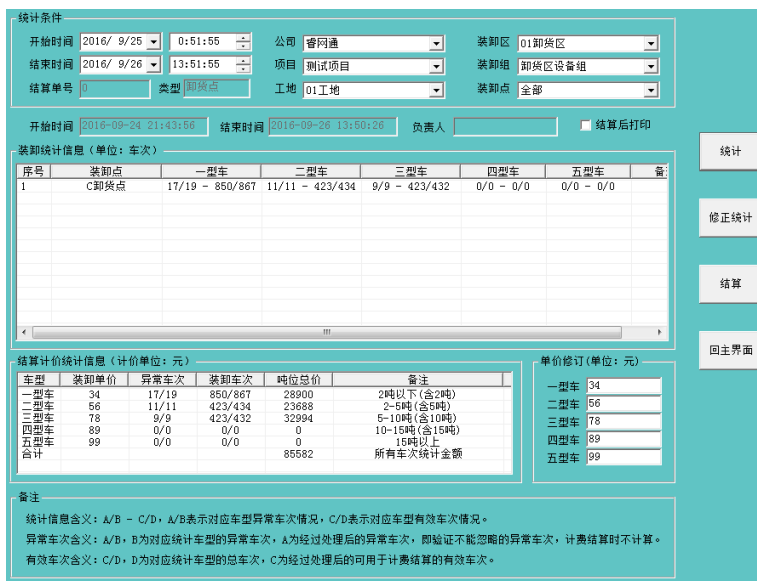 统计条件
开始时间 2016/ 9/25 0:51:55 公司 睿网通 装卸区 01卸货区
结束时间 2016/ 9/26 13:51:55 项目 测试项目 装卸组 卸货区设备组
结算单号 0 类型 卸货点 工地 01工地 装卸点 全部
开始时间 2016-09-24 21:43:56 结束时间 2016-09-26 13:50:26 负责人 结算后打印
装卸统计信息（单位：车次）
序号 装卸点 一型车 二型车 三型车 四型车 五型车 备
1 C卸货点 17/19 - 850/867 11/11 - 423/434 9/9 - 423/432 0/0 - 0/0 0/0 - 0/0
统计
修正统计
结算
回主界面
结算计价统计信息（计价单位：元）
车型 装卸单价 异常车次 装卸车次 吨位总价 备注
一型车 34 17/19 850/867 28900 2吨以下(含2吨)
二型车 56 11/11 423/434 23688 2-5吨(含5吨)
三型车 78 9/9 423/432 32994 5-10吨(含10吨)
四型车 89 0/0 0/0 0 10-15吨(含15吨)
五型车 99 0/0 0/0 0 15吨以上
合计 85582 所有车次统计金额
单价修订(单位：元)
一型车 34
二型车 56
三型车 78
四型车 89
五型车 99
备注
统计信息含义：A/B - C/D，A/B表示对应车型异常车次情况，C/D表示对应车型有效车次情况。
异常车次含义：A/B，B为对应统计车型的异常车次，A为经过处理后的异常车次，即验证不能忽略的异常车次，计费结算时不计算。
有效车次含义：C/D，D为对应统计车型的总车次，C为经过处理后的可用于计费结算的有效车次。